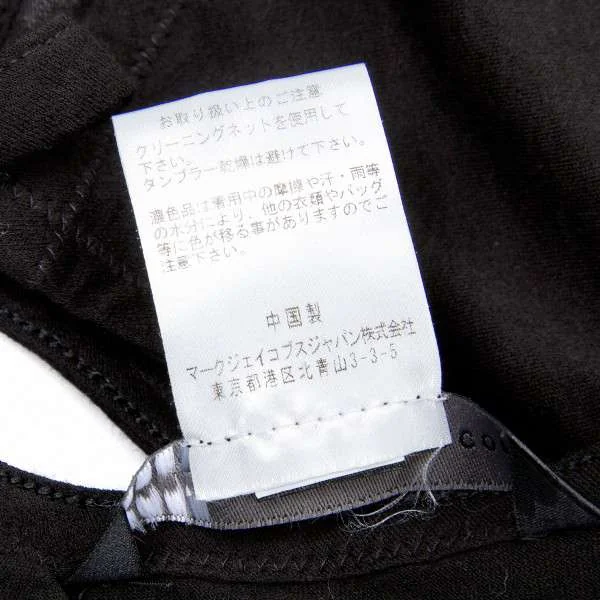 お取り扱い上のご注意
クリーニングネットを使用して
下さい。
タンブラー乾燥は避けて下さい。
濃色品は着用中の摩擦や汗・雨等
の水分により、他の衣類やバッグ
等に色が移る事がありますのでご
注意下さい。
中国製
マークジェイコブスジャパン株式会社
東京都港区北青山3-3-5